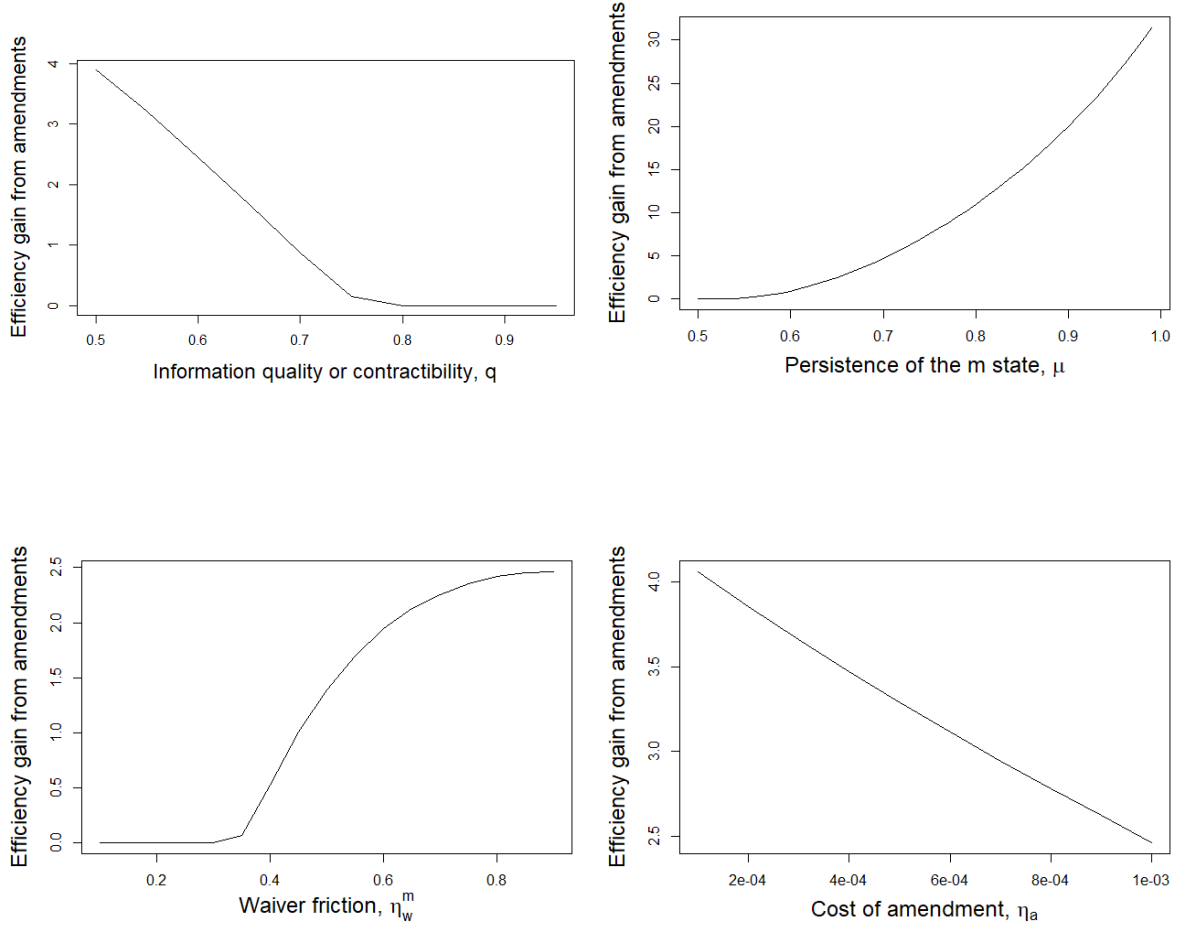 Efficiency gain from amendments
4
3
2
1
0
0.5 0.6 0.7 0.8 0.9
Information quality or contractibility, q
Efficiency gain from amendments
30
25
20
15
10
5
0
0.5 0.6 0.7 0.8 0.9 1.0
Persistence of the m state, μ
Efficiency gain from amendments
2.5
2.0
1.5
1.0
0.5
0.0
0.2 0.4 0.6 0.8
Waiver friction, η_w^m
Efficiency gain from amendments
4.0
3.5
3.0
2.5
2e-04 4e-04 6e-04 8e-04 1e-03
Cost of amendment, η_a